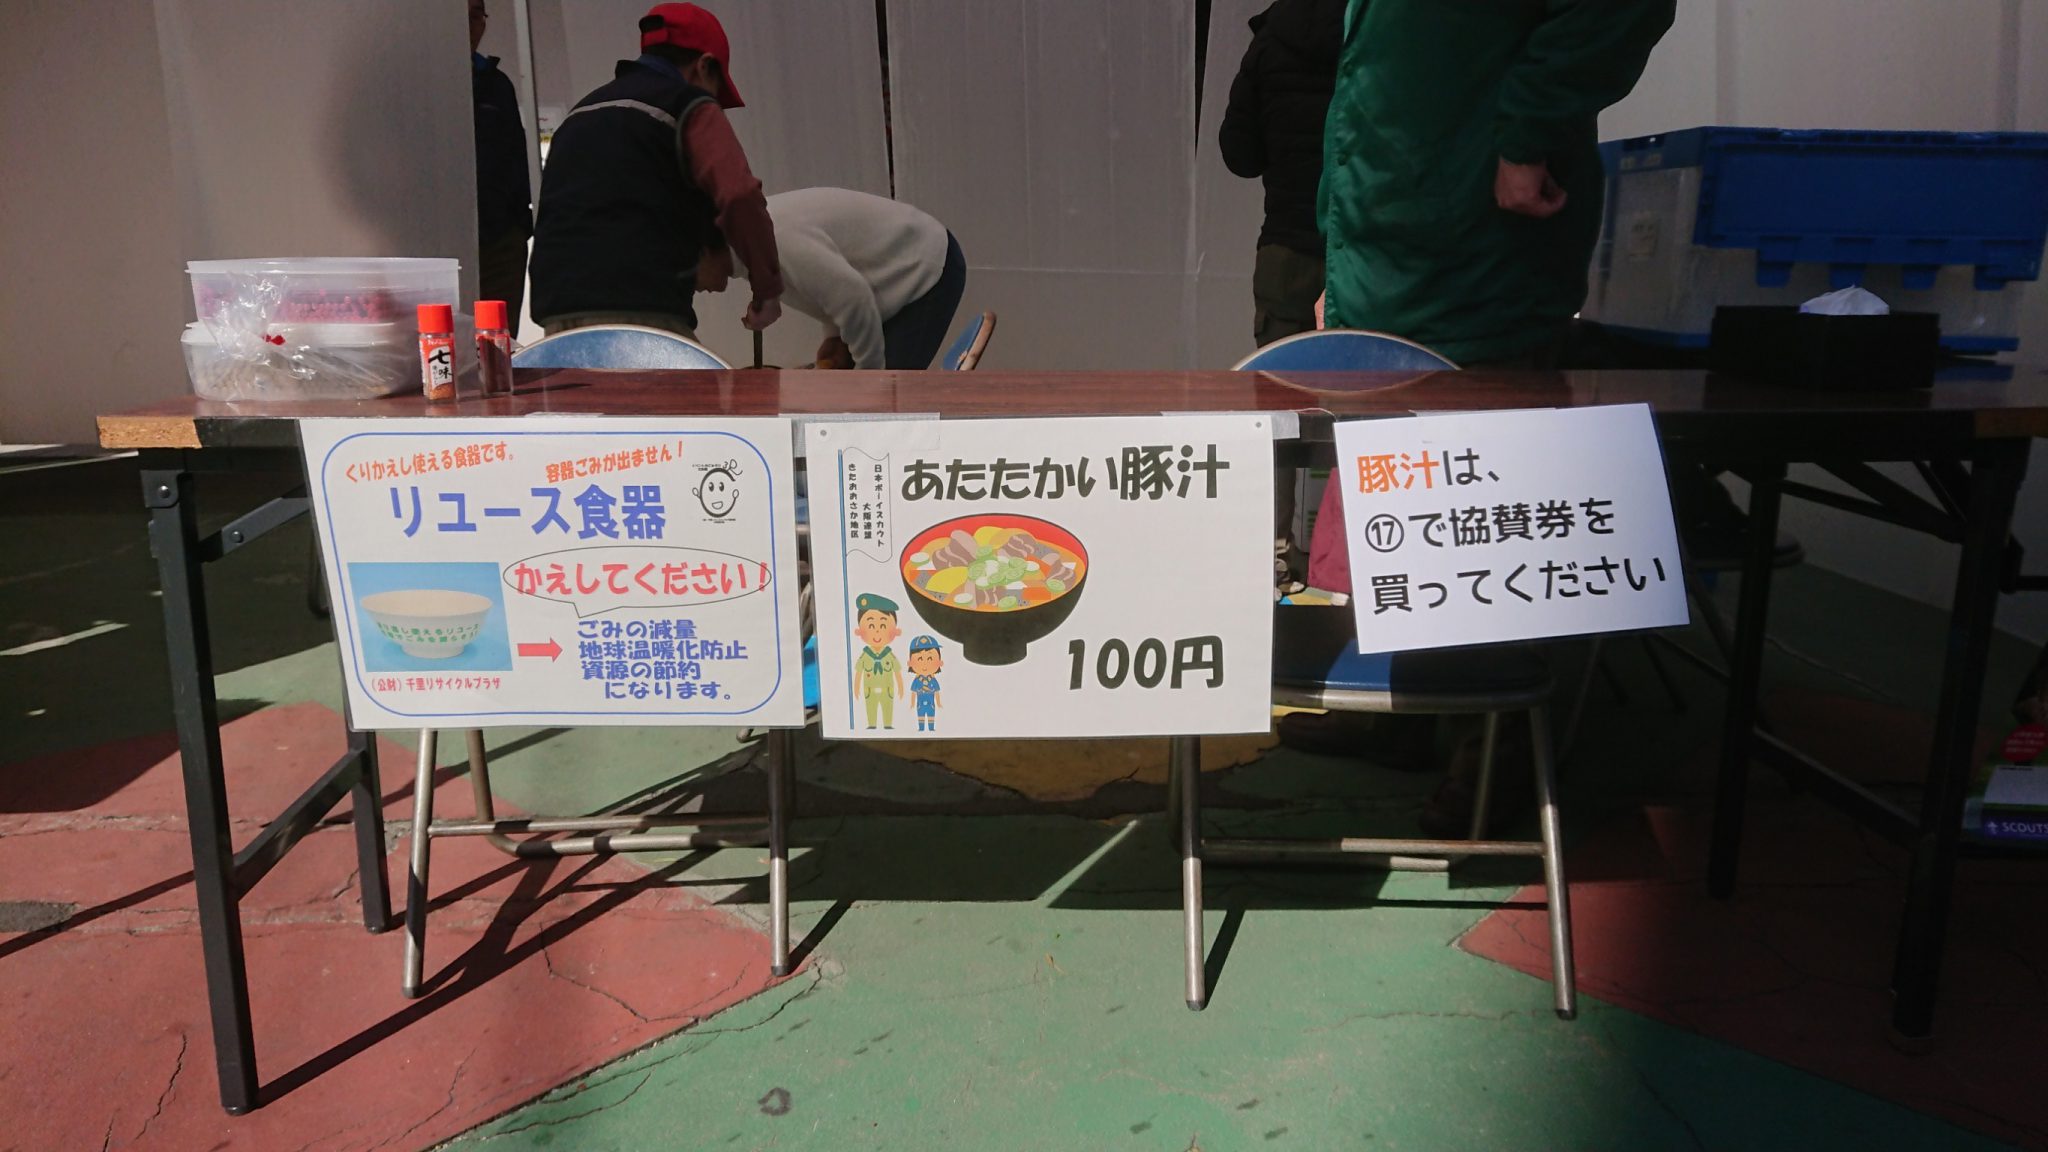 七味
くりかえし使える食器です。
容器ごみが出ません！
リユース食器
かえしてください！
ごみの減量
地球温暖化防止
資源の節約
になります。
（公財）千里リサイクルプラザ
日本ボーイスカウト
大阪連盟
きたおおさか地区
あたたかい豚汁
100円
豚汁は、
⑰で協賛券を
買ってください
SCOUTS